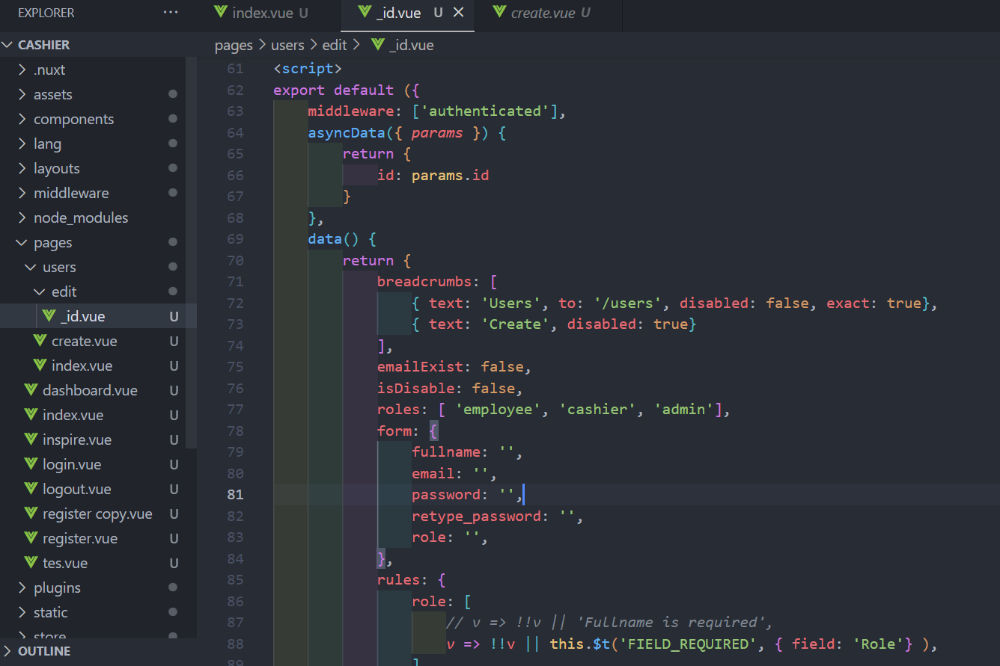 EXPLORER ···
index.vue U
_id.vue U
create.vue U
CASHIER
pages > users > edit > _id.vue
.nuxt
assets
components
lang
layouts
middleware
node_modules
pages
users
edit
_id.vue U
create.vue U
index.vue U
dashboard.vue U
index.vue U
inspire.vue U
login.vue U
logout.vue U
register copy.vue U
register.vue U
tes.vue U
plugins
static
store
OUTLINE
61 <script>
62 export default ({
63 middleware: ['authenticated'],
64 asyncData({ params }) {
65 return {
66 id: params.id
67 }
68 },
69 data() {
70 return {
71 breadcrumbs: [
72 { text: 'Users', to: '/users', disabled: false, exact: true},
73 { text: 'Create', disabled: true}
74 ],
75 emailExist: false,
76 isDisable: false,
77 roles: [ 'employee', 'cashier', 'admin'],
78 form: {
79 fullname: '',
80 email: '',
81 password: '',
82 retype_password: '',
83 role: '',
84 },
85 rules: {
86 role: [
87 // v => !!v || 'Fullname is required',
88 v => !!v || this.$t('FIELD_REQUIRED', { field: 'Role'} ),
89 ]